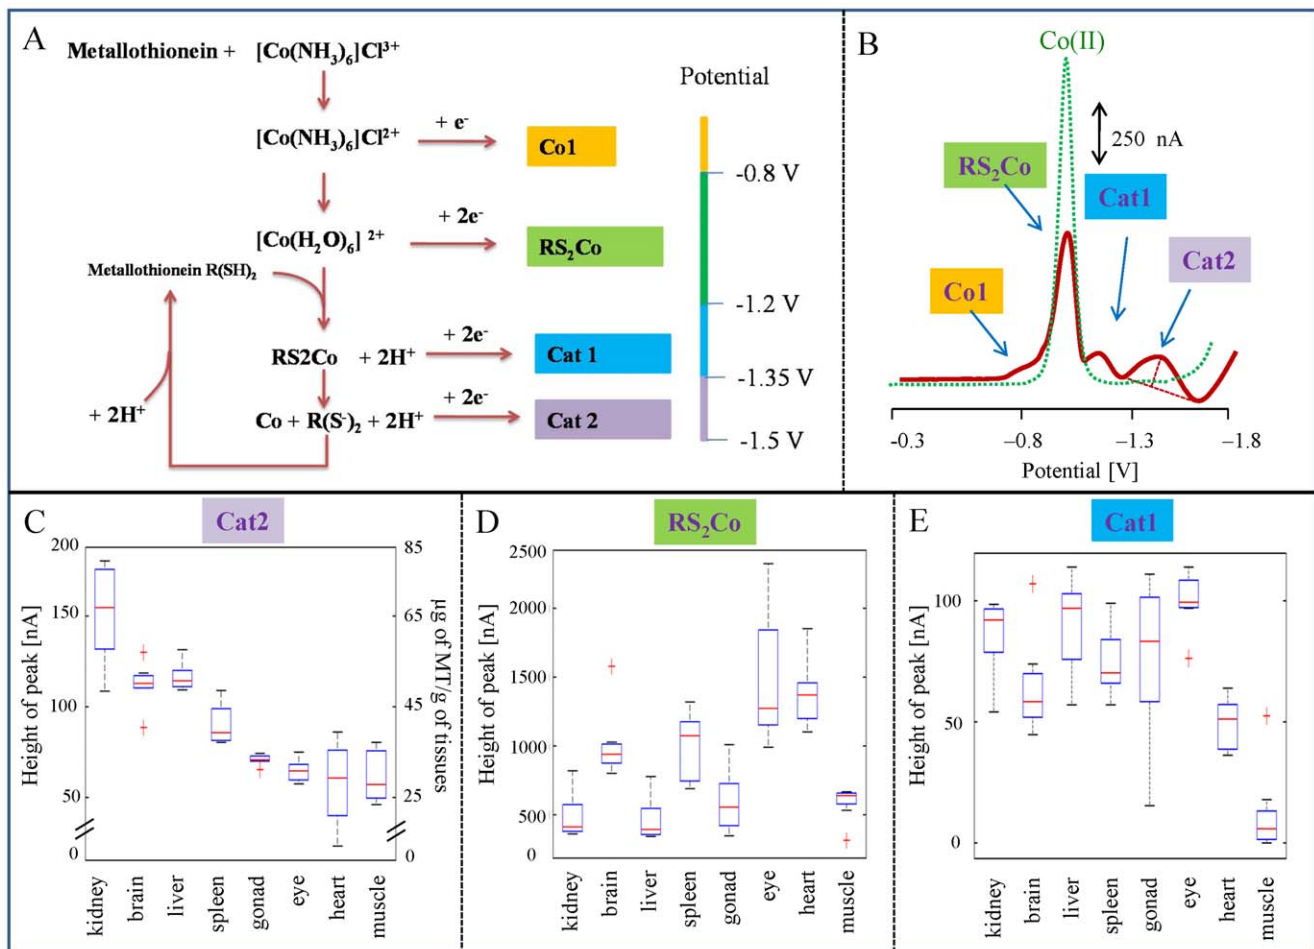 A
Metallothionein + [Co(NH₃)₆]Cl³⁺
[Co(NH₃)₆]Cl²⁺
+ e⁻
Co1
[Co(H₂O)₆] ²⁺
+ 2e⁻
RS₂Co
Metallothionein R(SH)₂
RS2Co + 2H⁺
+ 2e⁻
Cat 1
+ 2H⁺
Co + R(S⁻)₂ + 2H⁺
+ 2e⁻
Cat 2
Potential
-0.8 V
-1.2 V
-1.35 V
-1.5 V
B
Co(II)
250 nA
RS₂Co
Cat1
Cat2
Co1
-0.3 –0.8 –1.3 –1.8
Potential [V]
C
Cat2
Height of peak [nA]
200
150
100
50
0
85
65
45
25
0
µg of MT/g of tissues
kidney
brain
liver
spleen
gonad
eye
heart
muscle
D
RS₂Co
Height of peak [nA]
2500
2000
1500
1000
500
0
kidney
brain
liver
spleen
gonad
eye
heart
muscle
E
Cat1
Height of peak [nA]
100
50
0
kidney
brain
liver
spleen
gonad
eye
heart
muscle